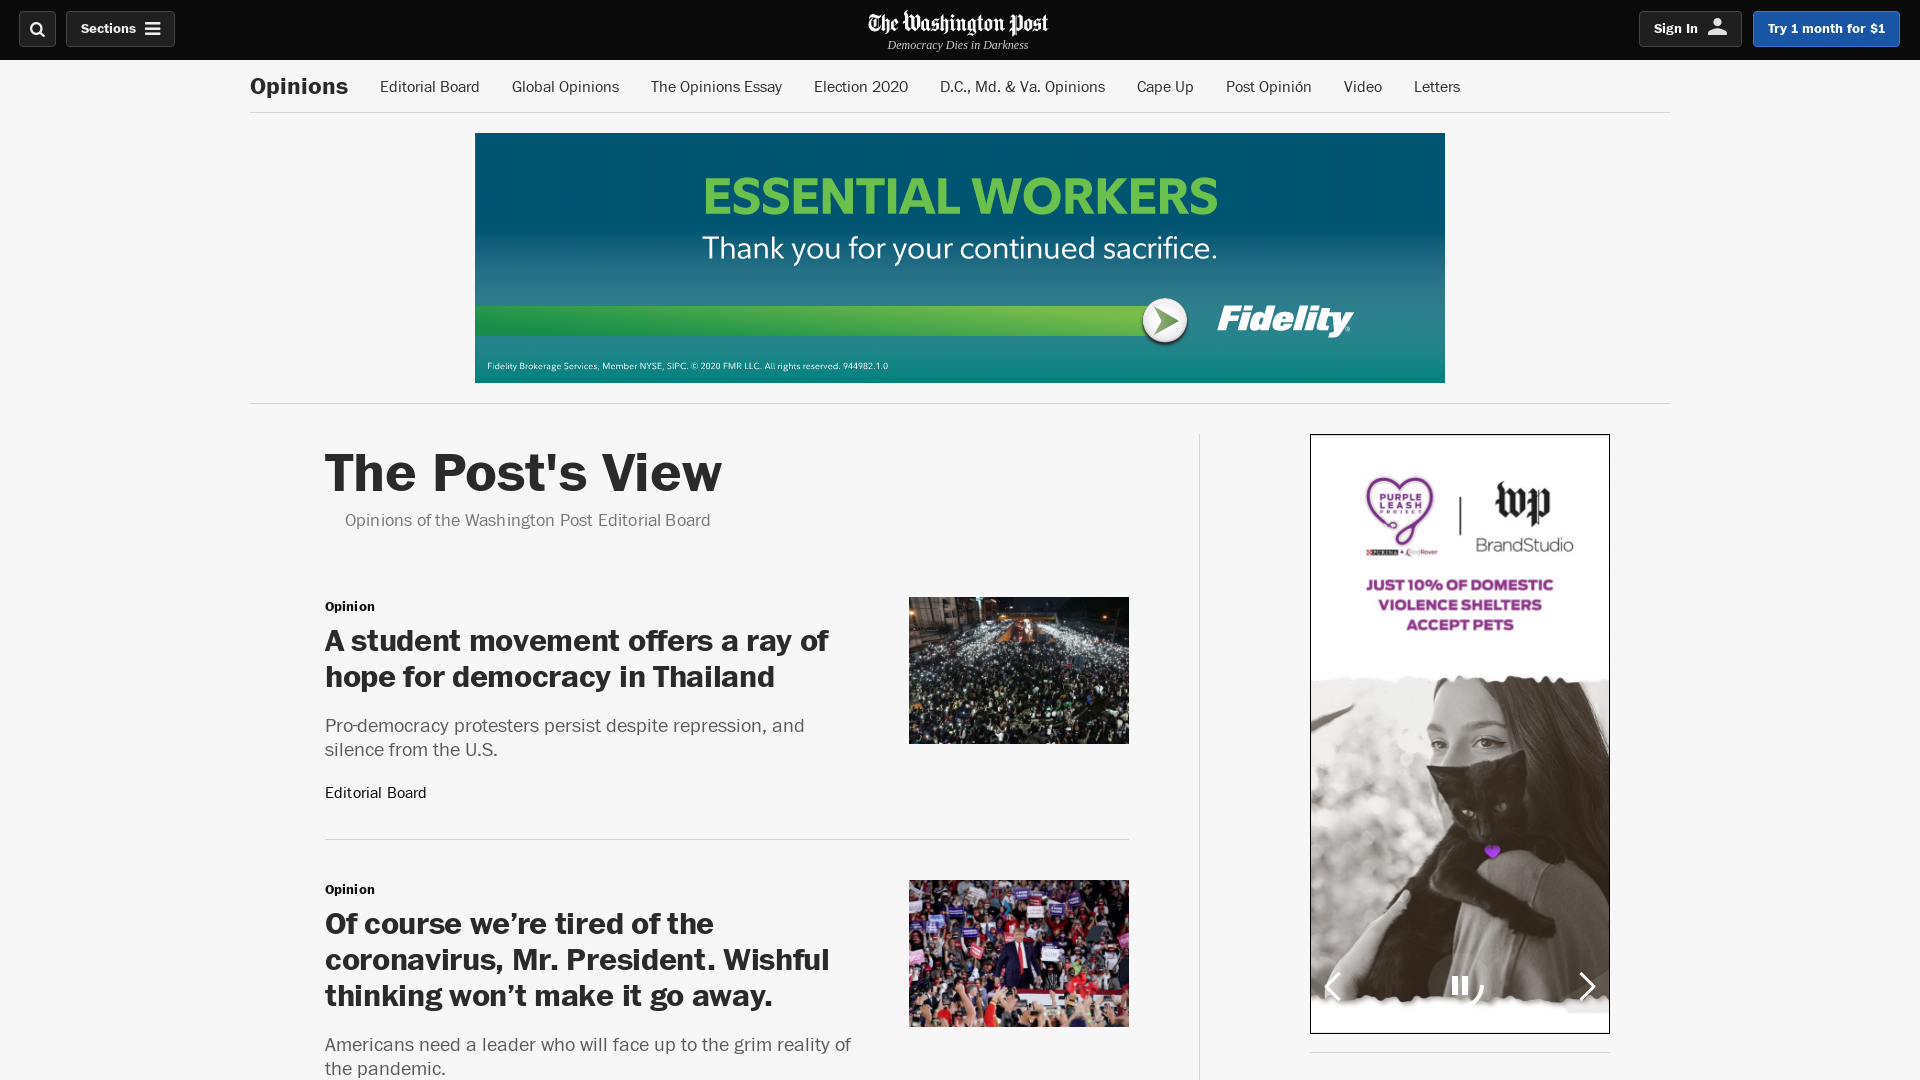 Sections
The Washington Post
Democracy Dies in Darkness
Sign In
Try 1 month for $1
Opinions
Editorial Board
Global Opinions
The Opinions Essay
Election 2020
D.C., Md. & Va. Opinions
Cape Up
Post Opinión
Video
Letters
ESSENTIAL WORKERS
Thank you for your continued sacrifice.
Fidelity
Fidelity Brokerage Services, Member NYSE, SIPC. © 2020 FMR LLC. All rights reserved. 944982.1.0
The Post's View
Opinions of the Washington Post Editorial Board
Opinion
A student movement offers a ray of
hope for democracy in Thailand
Pro-democracy protesters persist despite repression, and
silence from the U.S.
Editorial Board
Opinion
Of course we’re tired of the
coronavirus, Mr. President. Wishful
thinking won’t make it go away.
Americans need a leader who will face up to the grim reality of
the pandemic.
PURPLE
LEASH
PROJECT
PURINA + RedRover
wp
BrandStudio
JUST 10% OF DOMESTIC
VIOLENCE SHELTERS
ACCEPT PETS